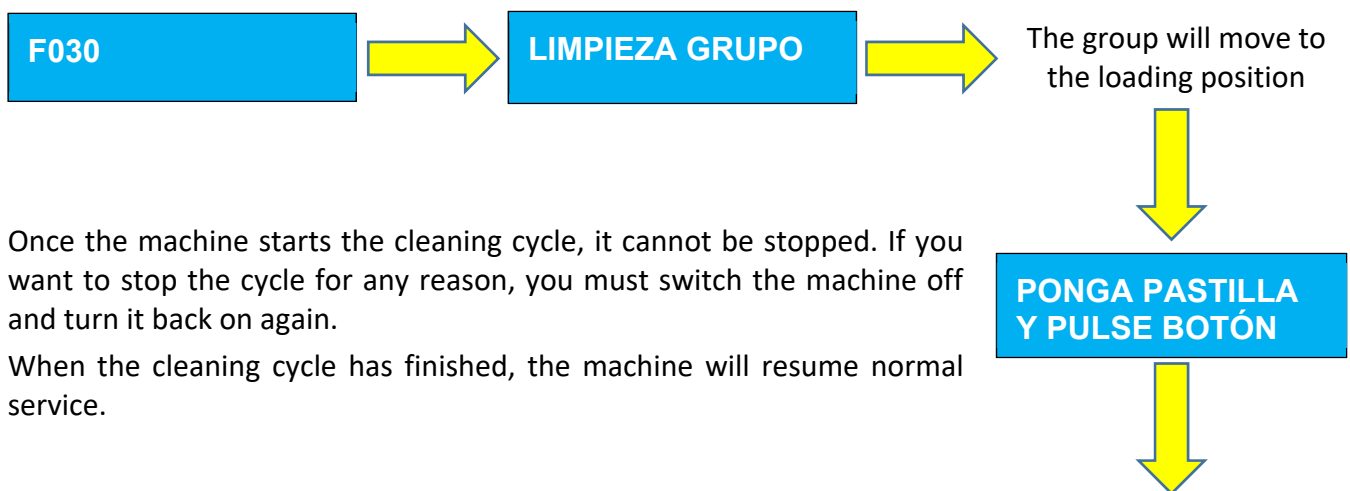 F030
LIMPIEZA GRUPO
The group will move to
the loading position
Once the machine starts the cleaning cycle, it cannot be stopped. If you
want to stop the cycle for any reason, you must switch the machine off
and turn it back on again.
When the cleaning cycle has finished, the machine will resume normal
service.
PONGA PASTILLA
Y PULSE BOTÓN